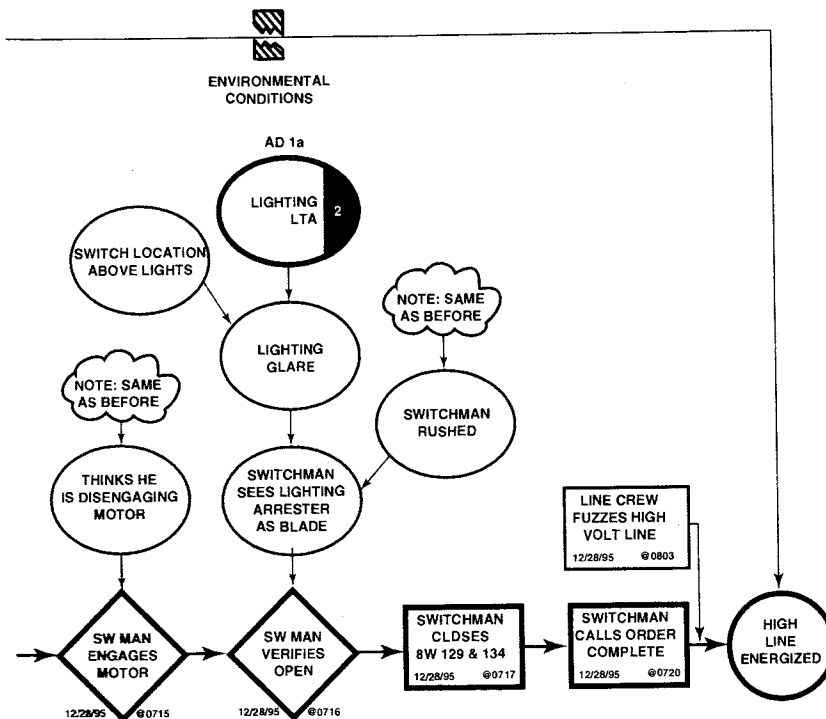 ENVIRONMENTAL
CONDITIONS
AD 1a
LIGHTING
LTA
2
SWITCH LOCATION
ABOVE LIGHTS
NOTE: SAME
AS BEFORE
LIGHTING
GLARE
NOTE: SAME
AS BEFORE
SWITCHMAN
RUSHED
THINKS HE
IS DISENGAGING
MOTOR
SWITCHMAN
SEES LIGHTING
ARRESTER
AS BLADE
LINE CREW
FUZZES HIGH
VOLT LINE
12/28/95 @0803
SW MAN
ENGAGES
MOTOR
12/28/95 @0715
SW MAN
VERIFIES
OPEN
12/28/95 @0716
SWITCHMAN
CLDSES
8W 129 & 134
12/28/95 @0717
SWITCHMAN
CALLS ORDER
COMPLETE
12/28/95 @0720
HIGH
LINE
ENERGIZED